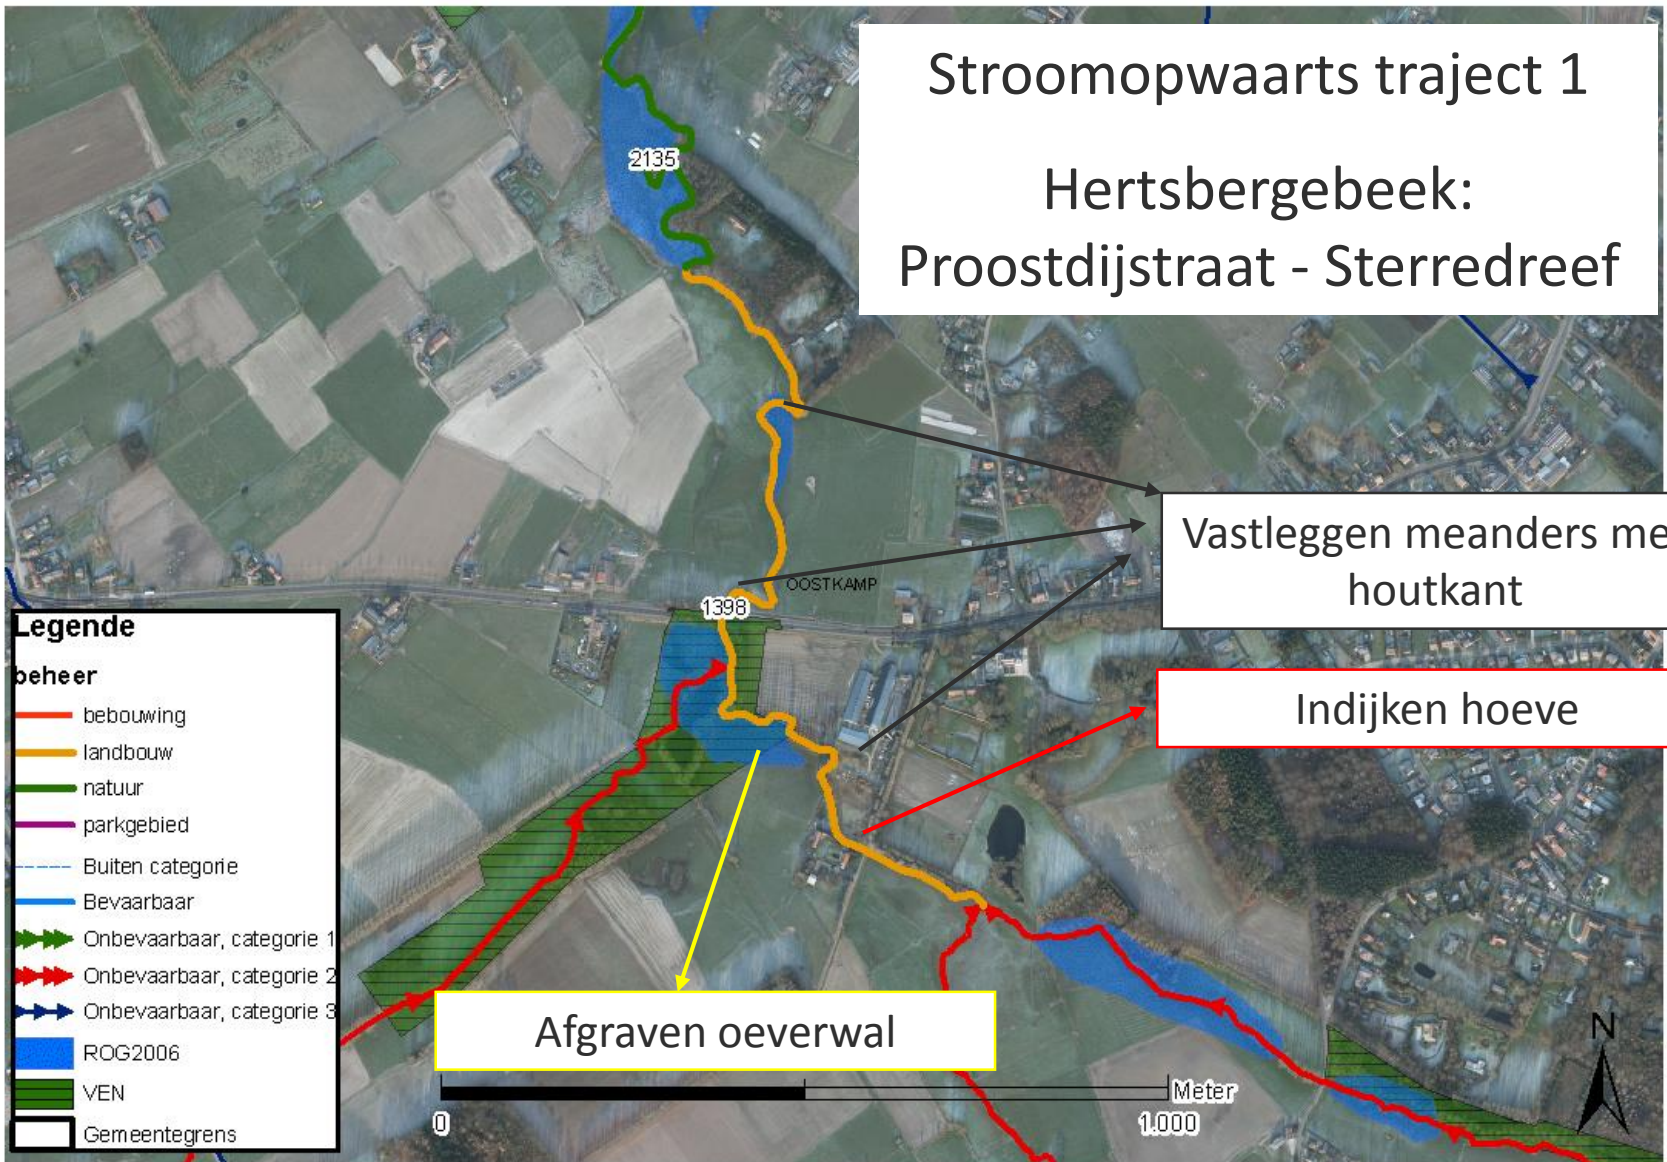 Stroomopwaarts traject 1
Hertsbergebeek:
Proostdijstraat - Sterredreef
2135
Vastleggen meanders me
houtkant
OOSTKAMP
1398
Indijken hoeve
Legende
beheer
bebouwing
landbouw
natuur
parkgebied
Buiten categorie
Bevaarbaar
Onbevaarbaar, categorie 1
Onbevaarbaar, categorie 2
Onbevaarbaar, categorie 3
ROG2006
VEN
Gemeentegrens
Afgraven oeverwal
N
Meter
0
1.000